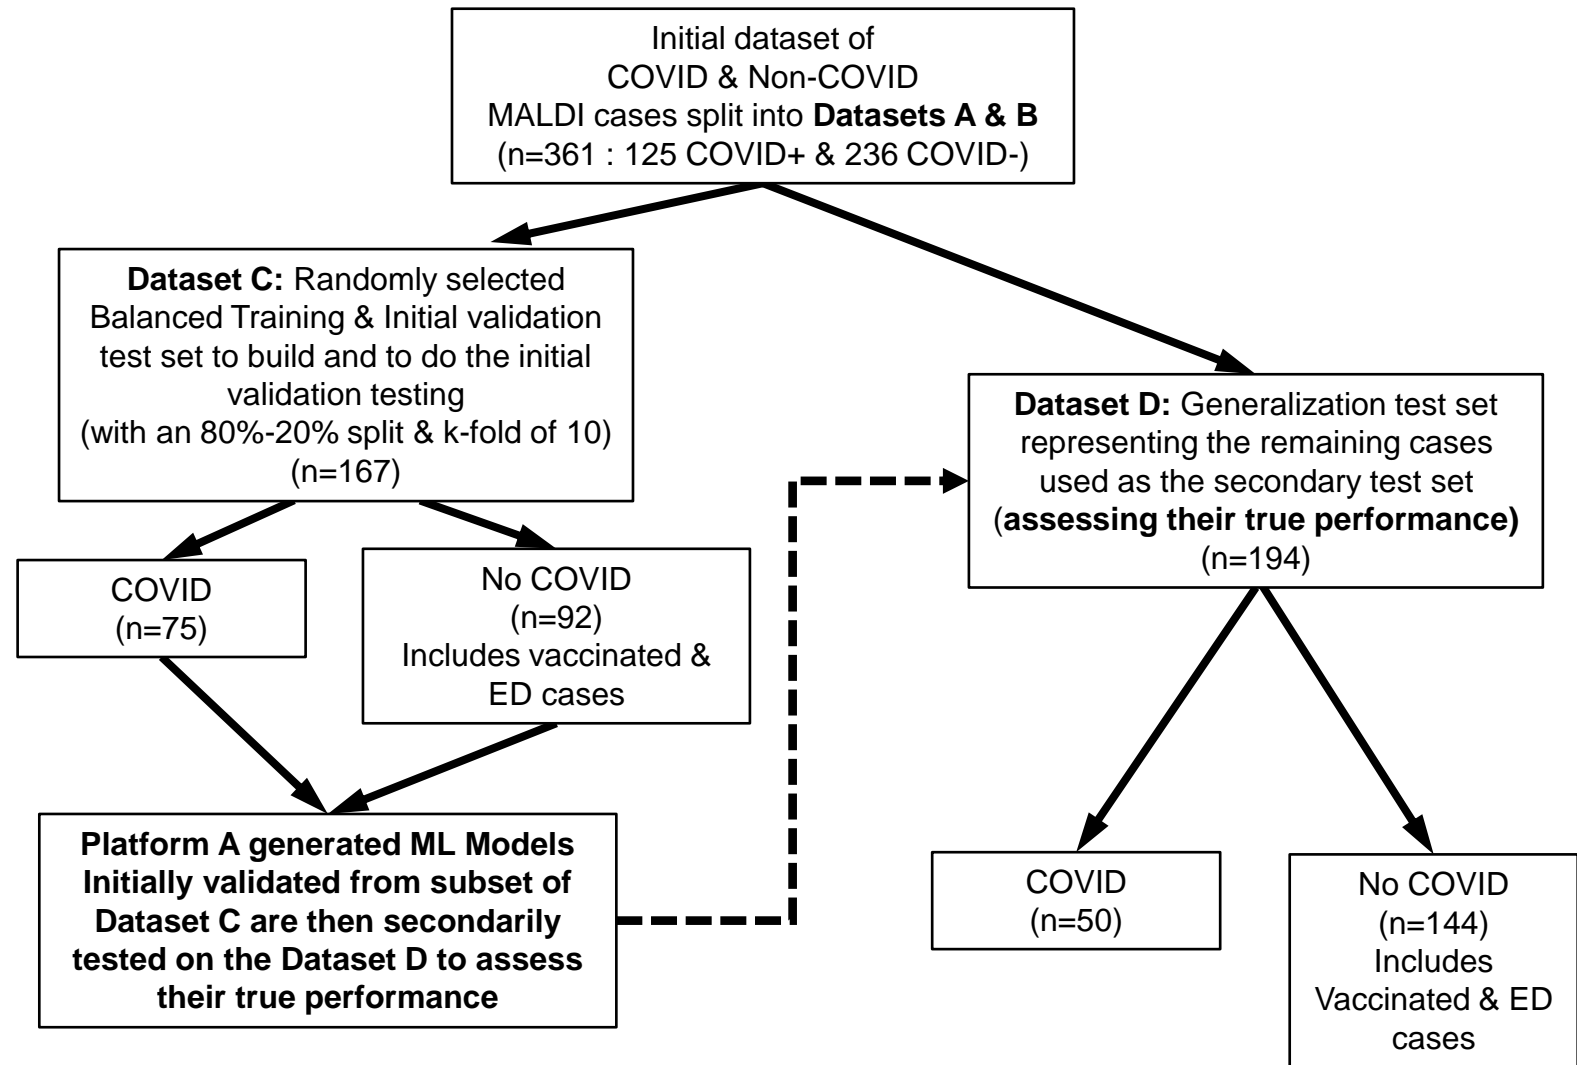 Initial dataset of
COVID & Non-COVID
MALDI cases split into Datasets A & B
(n=361 : 125 COVID+ & 236 COVID-)
Dataset C: Randomly selected
Balanced Training & Initial validation
test set to build and to do the initial
validation testing
(with an 80%-20% split & k-fold of 10)
(n=167)
Dataset D: Generalization test set
representing the remaining cases
used as the secondary test set
(assessing their true performance)
(n=194)
COVID
(n=75)
No COVID
(n=92)
Includes vaccinated &
ED cases
Platform A generated ML Models
Initially validated from subset of
Dataset C are then secondarily
tested on the Dataset D to assess
their true performance
COVID
(n=50)
No COVID
(n=144)
Includes
Vaccinated & ED
cases